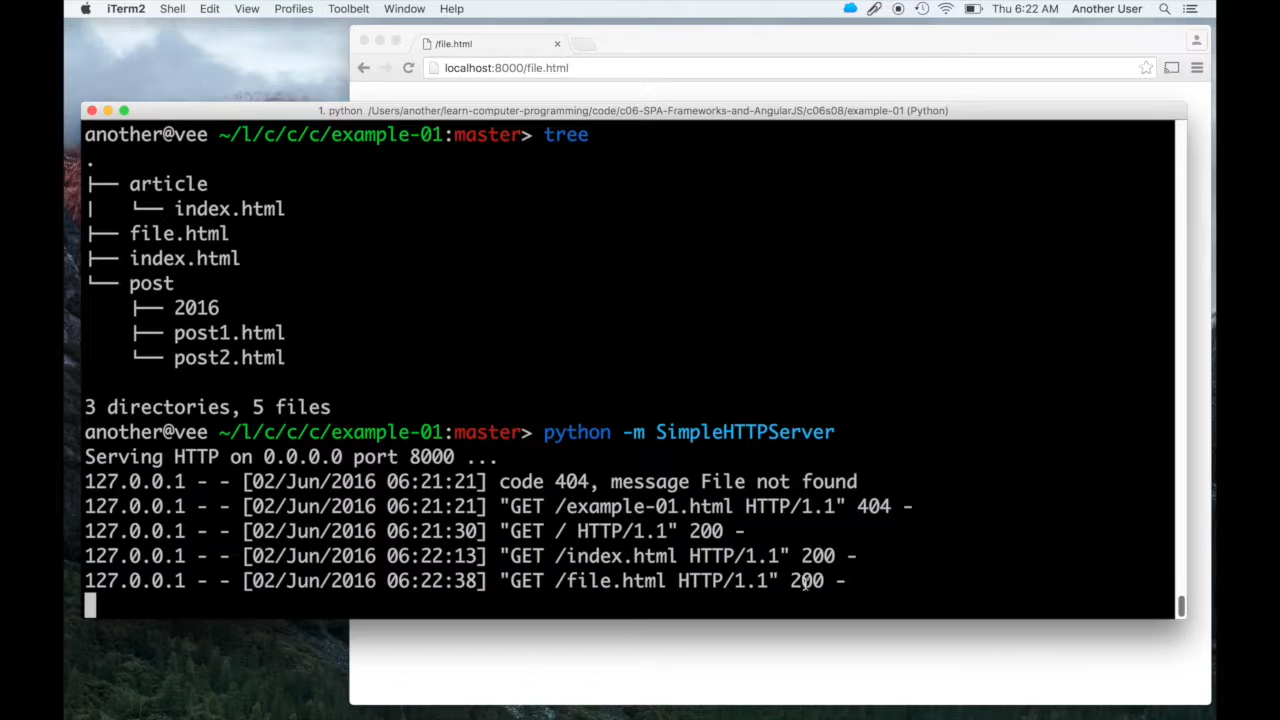 iTerm2 Shell Edit View Profiles Toolbelt Window Help Thu 6:22 AM Another User
/file.html
localhost:8000/file.html
1. python /Users/another/learn-computer-programming/code/c06-SPA-Frameworks-and-AngularJS/c06s08/example-01 (Python)
another@vee ~/l/c/c/c/example-01:master> tree
.
├── article
|   └── index.html
├── file.html
├── index.html
└── post
    ├── 2016
    ├── post1.html
    └── post2.html
3 directories, 5 files
another@vee ~/l/c/c/c/example-01:master> python -m SimpleHTTPServer
Serving HTTP on 0.0.0.0 port 8000 ...
127.0.0.1 - - [02/Jun/2016 06:21:21] code 404, message File not found
127.0.0.1 - - [02/Jun/2016 06:21:21] "GET /example-01.html HTTP/1.1" 404 -
127.0.0.1 - - [02/Jun/2016 06:21:30] "GET / HTTP/1.1" 200 -
127.0.0.1 - - [02/Jun/2016 06:22:13] "GET /index.html HTTP/1.1" 200 -
127.0.0.1 - - [02/Jun/2016 06:22:38] "GET /file.html HTTP/1.1" 200 -